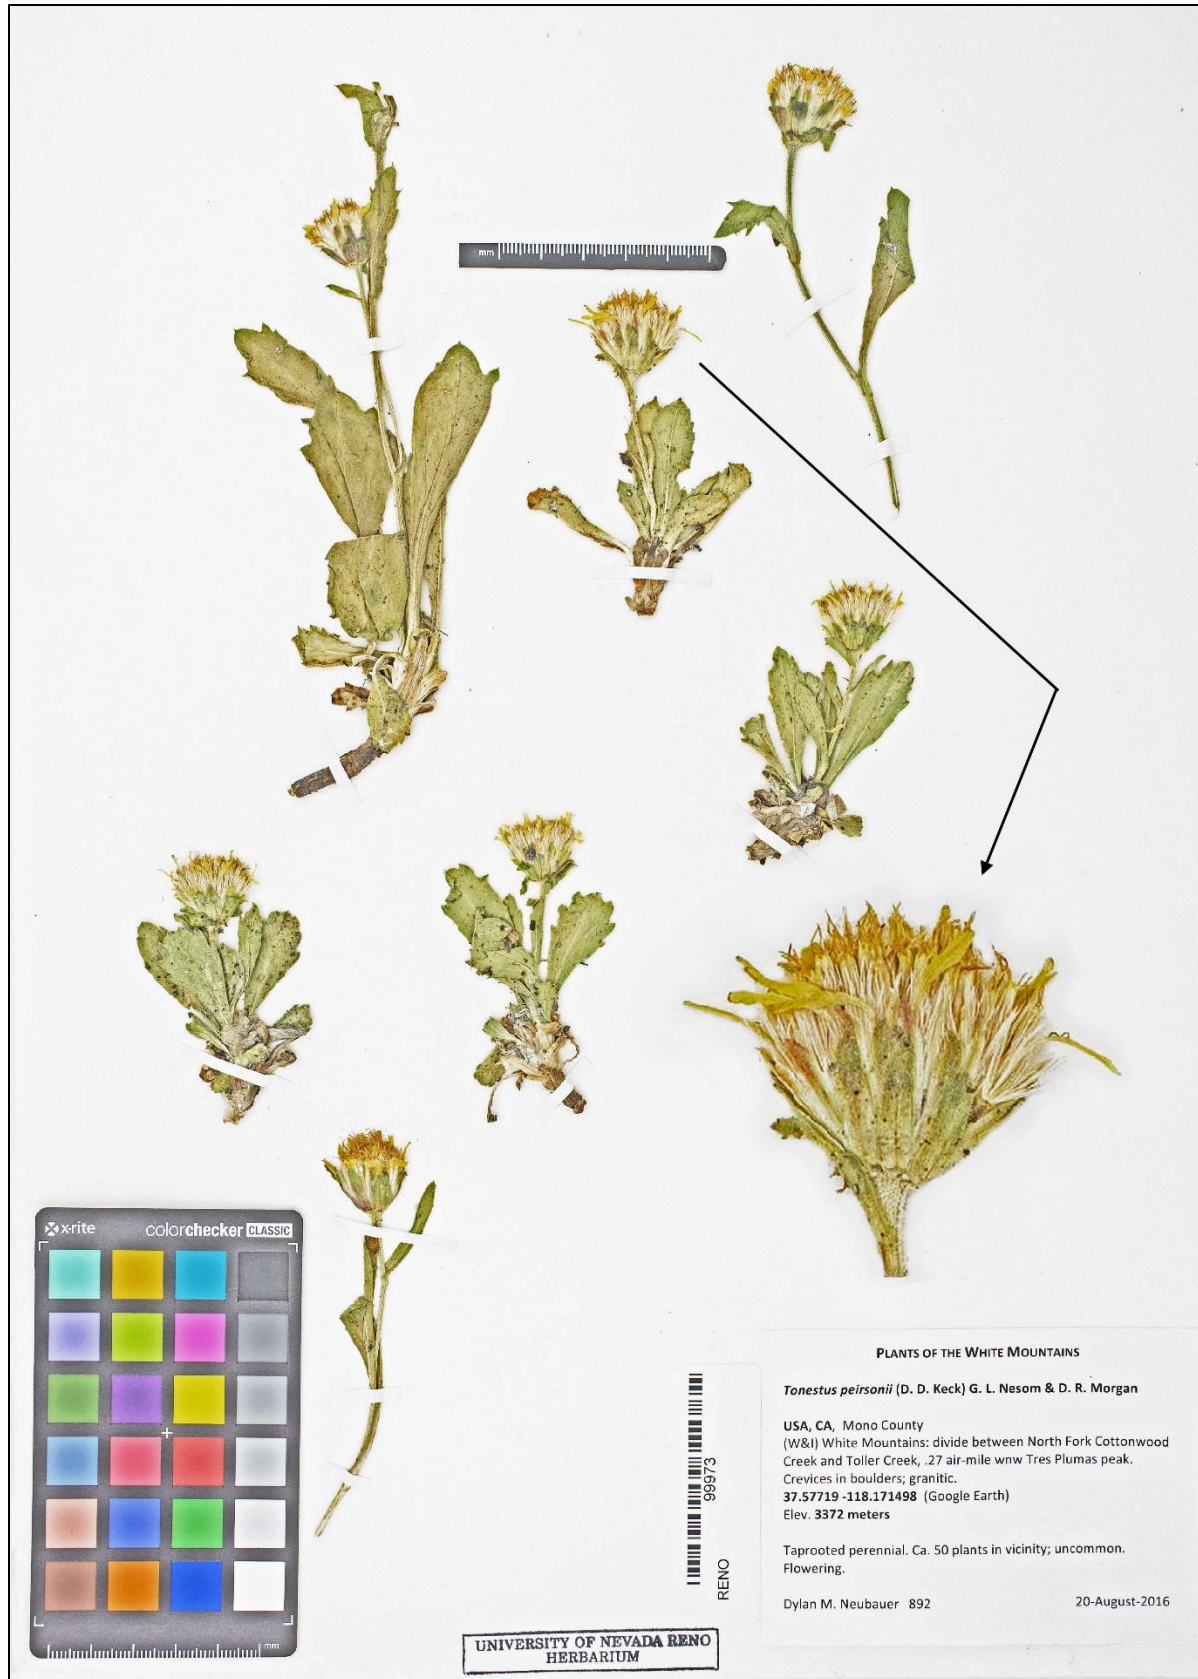 mm
x-rite
colorchecker CLASSIC
mm
RENO 99973
UNIVERSITY OF NEVADA RENO
HERBARIUM
PLANTS OF THE WHITE MOUNTAINS
Tonestus peirsonii (D. D. Keck) G. L. Nesom & D. R. Morgan
USA, CA, Mono County
(W&I) White Mountains: divide between North Fork Cottonwood
Creek and Toller Creek, .27 air-mile wnw Tres Plumas peak.
Crevices in boulders; granitic.
37.57719 -118.171498 (Google Earth)
Elev. 3372 meters
Taprooted perennial. Ca. 50 plants in vicinity; uncommon.
Flowering.
Dylan M. Neubauer 892 20-August-2016